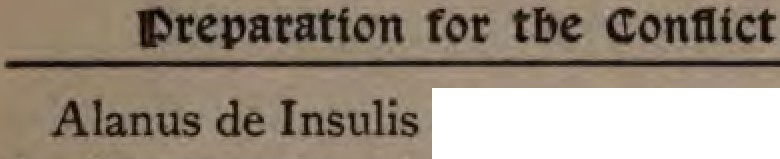 Preparation for the Conflict
Alanus de Insulis